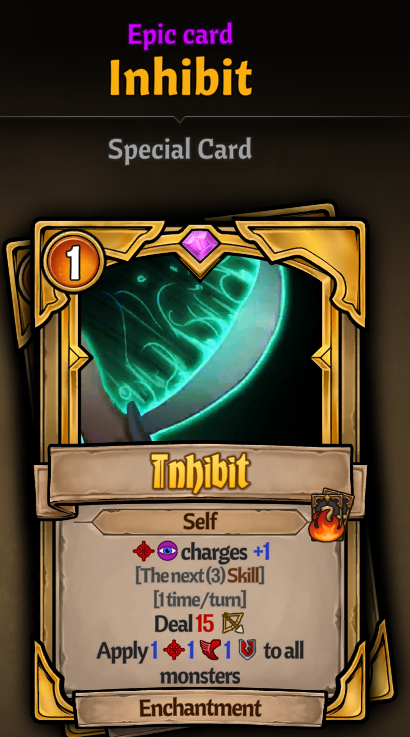 Epic card
Inhibit
Special Card
1
Inhibit
Self
charges +1
[The next (3) Skill]
[1 time/turn]
Deal 15
Apply 1 1 1 to all
monsters
Enchantment